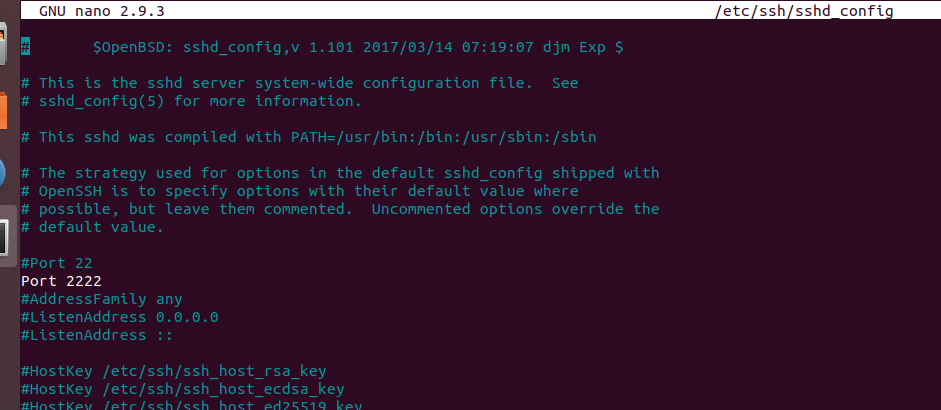 GNU nano 2.9.3 /etc/ssh/sshd_config
# $OpenBSD: sshd_config,v 1.101 2017/03/14 07:19:07 djm Exp $
# This is the sshd server system-wide configuration file.  See
# sshd_config(5) for more information.
# This sshd was compiled with PATH=/usr/bin:/bin:/usr/sbin:/sbin
# The strategy used for options in the default sshd_config shipped with
# OpenSSH is to specify options with their default value where
# possible, but leave them commented.  Uncommented options override the
# default value.
#Port 22
Port 2222
#AddressFamily any
#ListenAddress 0.0.0.0
#ListenAddress ::
#HostKey /etc/ssh/ssh_host_rsa_key
#HostKey /etc/ssh/ssh_host_ecdsa_key
#HostKey /etc/ssh/ssh_host_ed25519_key